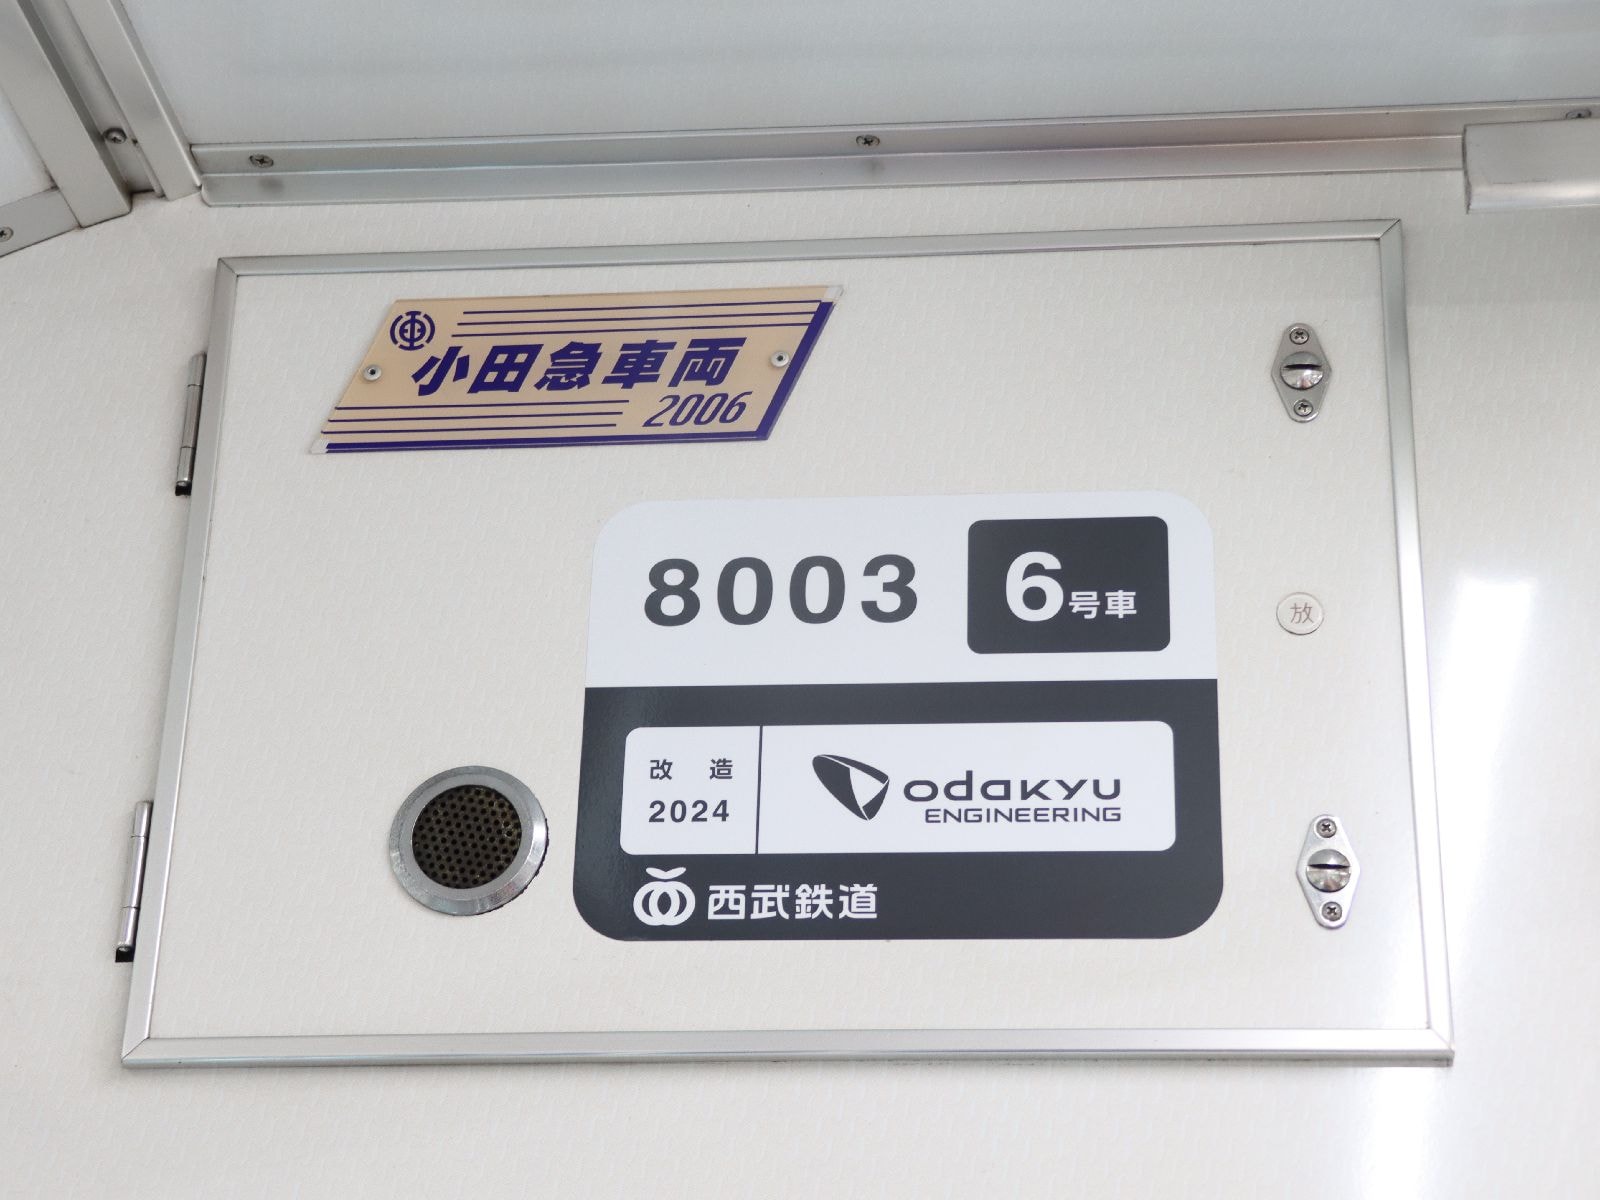 小田急車両
2006
8003 6号車
放
改造
2024
odakyu
ENGINEERING
西武鉄道